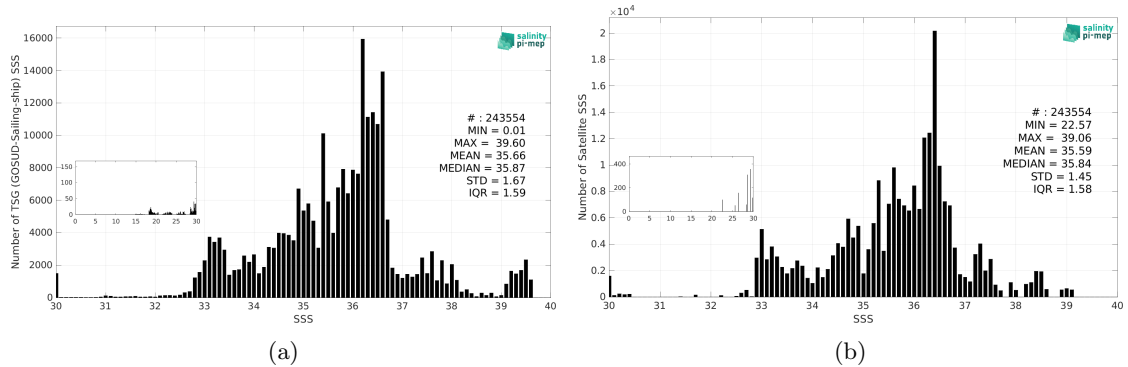 salinity
pi-mep
Number of TSG (GOSUD-Sailing-ship) SSS
16000
14000
12000
10000
8000
6000
4000
2000
0
# : 243554
MIN = 0.01
MAX = 39.60
MEAN = 35.66
MEDIAN = 35.87
STD = 1.67
IQR = 1.59
150
100
50
0
0 5 10 15 20 25 30
30 31 32 33 34 35 36 37 38 39 40
SSS
(a)
×10⁴
salinity
pi-mep
Number of Satellite SSS
2
1.8
1.6
1.4
1.2
1
0.8
0.6
0.4
0.2
0
# : 243554
MIN = 22.57
MAX = 39.06
MEAN = 35.59
MEDIAN = 35.84
STD = 1.45
IQR = 1.58
400
200
0
0 5 10 15 20 25 30
30 31 32 33 34 35 36 37 38 39 40
SSS
(b)